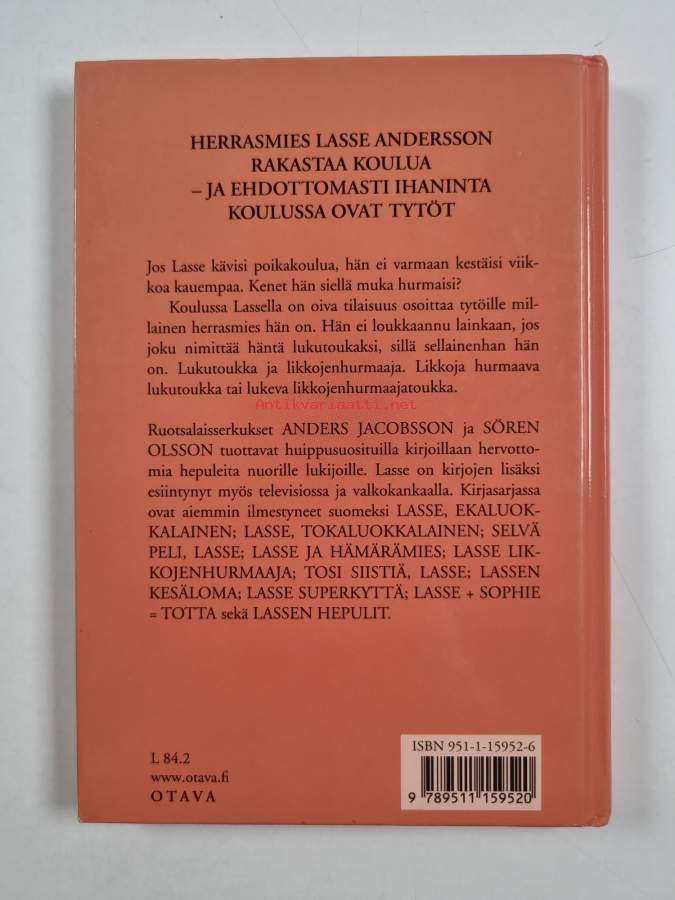 HERRASMIES LASSE ANDERSSON
RAKASTAA KOULUA
– JA EHDOTTOMASTI IHANINTA
KOULUSSA OVAT TYTÖT
Jos Lasse kävisi poikakoulua, hän ei varmaan kestäisi viik-
koa kauempaa. Kenet hän siellä muka hurmaisi?
Koulussa Lassella on oiva tilaisuus osoittaa tytöille mil-
lainen herrasmies hän on. Hän ei loukkaannu lainkaan, jos
joku nimittää häntä lukutoukaksi, sillä sellainenhan hän
on. Lukutoukka ja likkojenhurmaaja. Likkoja hurmaava
lukutoukka tai lukeva likkojenhurmaajatoukka.
Antikvariaatti.net
Ruotsalaisserkukset ANDERS JACOBSSON ja SÖREN
OLSSON tuottavat huippusuosituilla kirjoillaan hervotto-
mia hepuleita nuorille lukijoille. Lasse on kirjojen lisäksi
esiintynyt myös televisiossa ja valkokankaalla. Kirjasarjassa
ovat aiemmin ilmestyneet suomeksi LASSE, EKALUOK-
KALAINEN; LASSE, TOKALUOKKALAINEN; SELVÄ
PELI, LASSE; LASSE JA HÄMÄRÄMIES; LASSE LIK-
KOJENHURMAAJA; TOSI SIISTIÄ, LASSE; LASSEN
KESÄLOMA; LASSE SUPERKYTTÄ; LASSE + SOPHIE
= TOTTA sekä LASSEN HEPULIT.
ISBN 951-1-15952-6
L 84.2
www.otava.fi
OTAVA
9 789511 159520